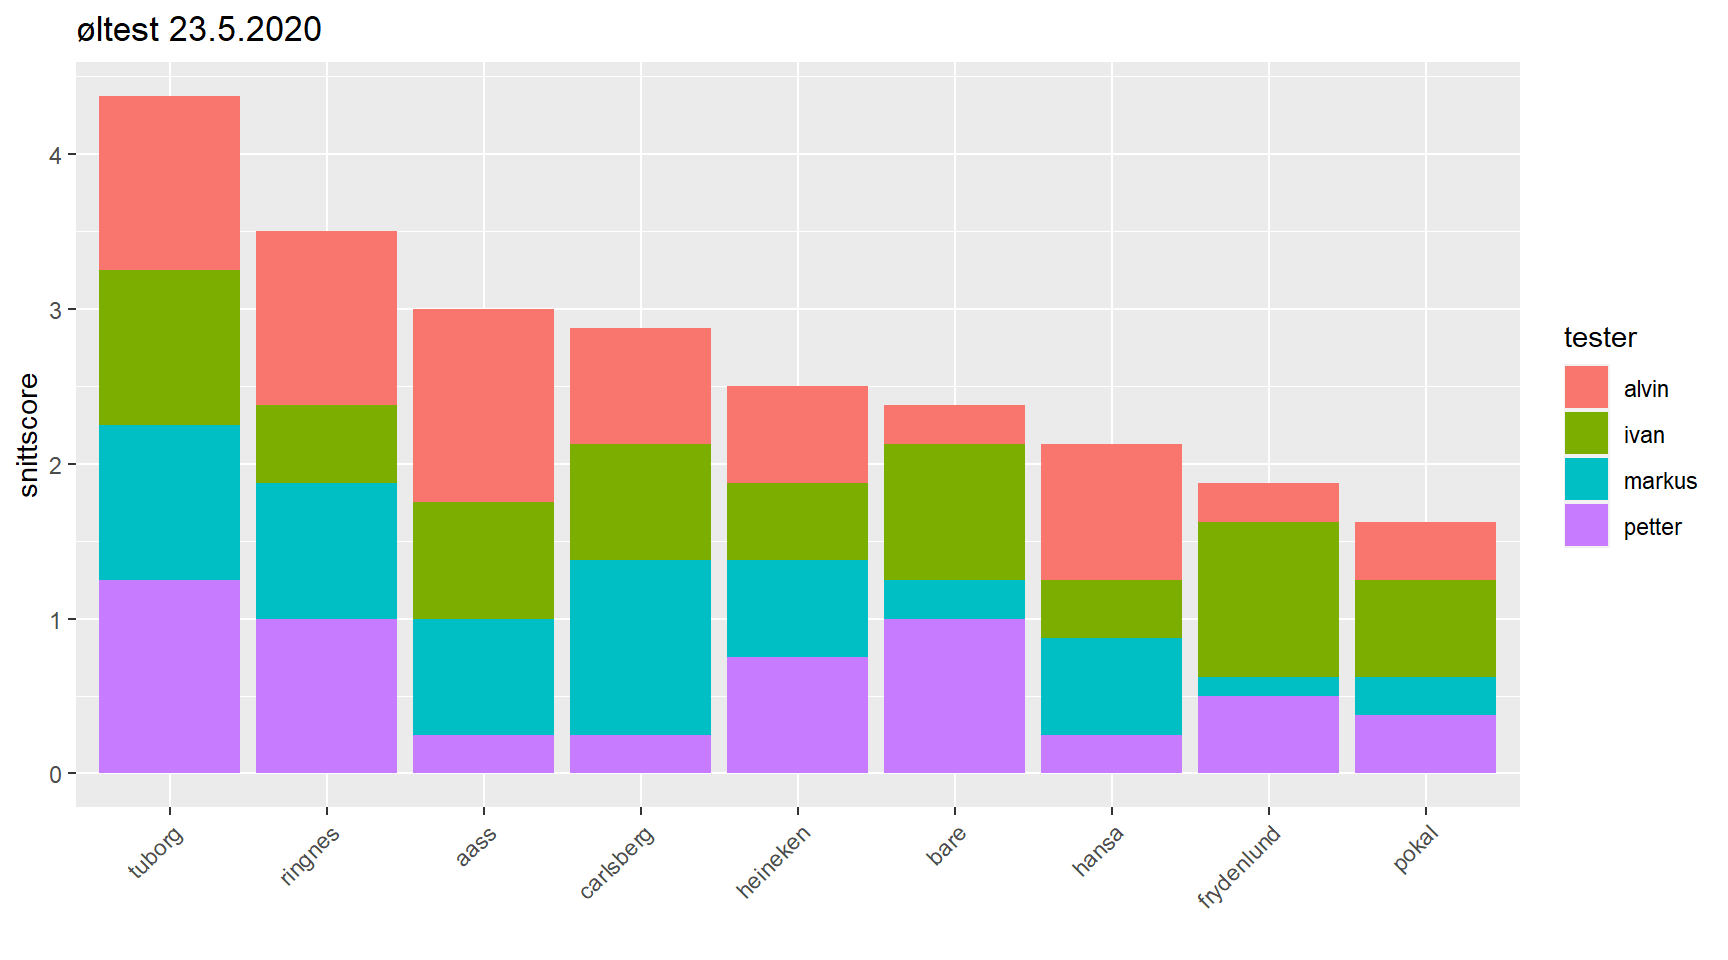 øltest 23.5.2020
snittscore
4
3
2
1
0
tuborg
ringnes
aass
carlsberg
heineken
bare
hansa
frydenlund
pokal
tester
alvin
ivan
markus
petter